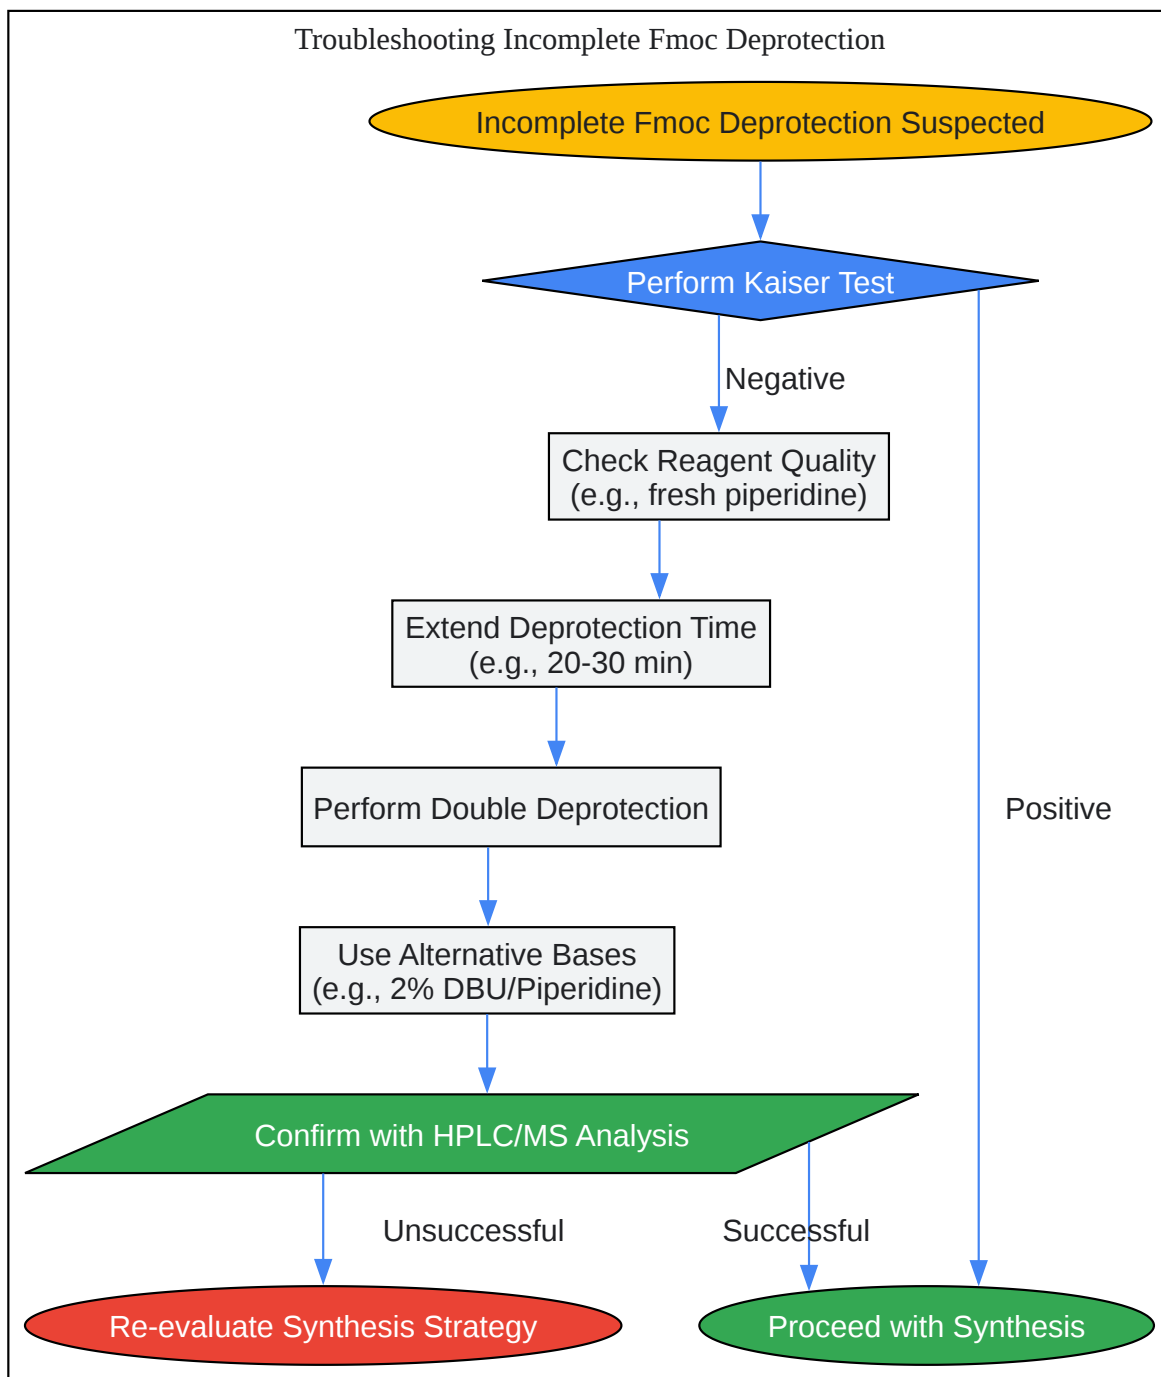 Troubleshooting Incomplete Fmoc Deprotection
Incomplete Fmoc Deprotection Suspected
Perform Kaiser Test
Negative
Check Reagent Quality
(e.g., fresh piperidine)
Extend Deprotection Time
(e.g., 20-30 min)
Perform Double Deprotection
Positive
Use Alternative Bases
(e.g., 2% DBU/Piperidine)
Confirm with HPLC/MS Analysis
Unsuccessful
Successful
Re-evaluate Synthesis Strategy
Proceed with Synthesis